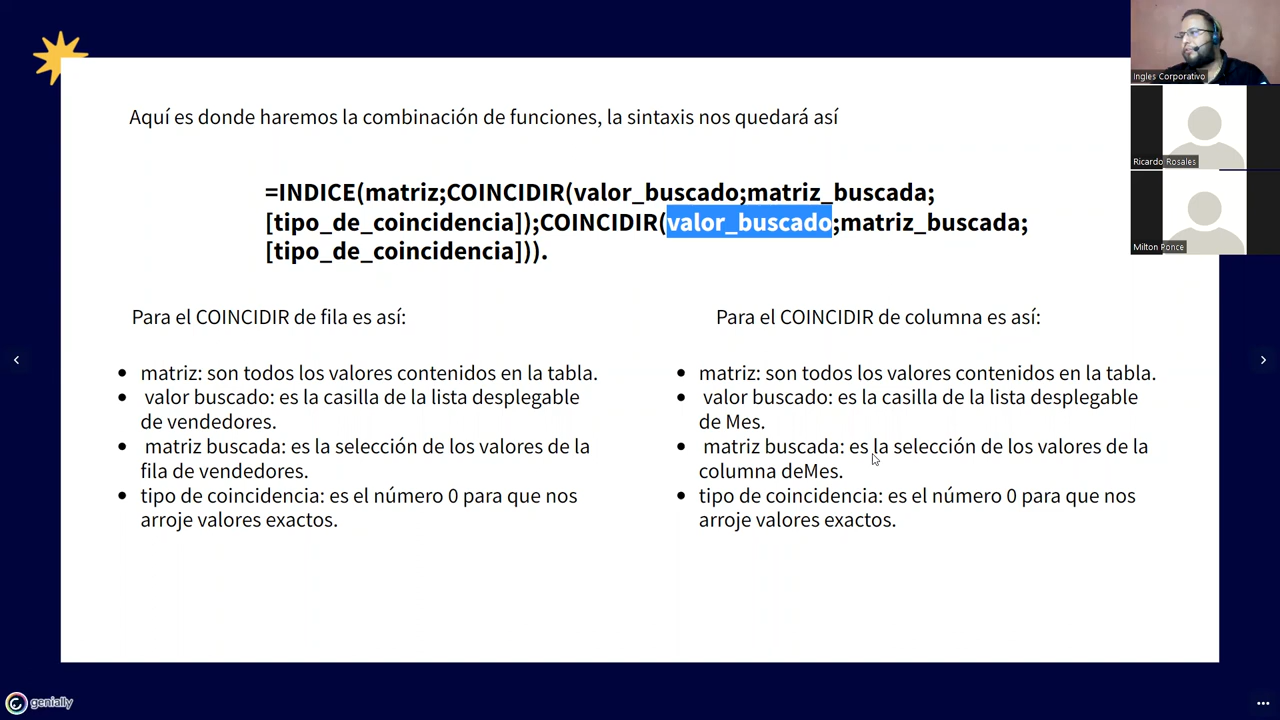 Aquí es donde haremos la combinación de funciones, la sintaxis nos quedará así
=INDICE(matriz;COINCIDIR(valor_buscado;matriz_buscada;
[tipo_de_coincidencia]);COINCIDIR(valor_buscado;matriz_buscada;
[tipo_de_coincidencia])).
Para el COINCIDIR de fila es así:
• matriz: son todos los valores contenidos en la tabla.
• valor buscado: es la casilla de la lista desplegable
de vendedores.
• matriz buscada: es la selección de los valores de la
fila de vendedores.
• tipo de coincidencia: es el número 0 para que nos
arroje valores exactos.
Para el COINCIDIR de columna es así:
• matriz: son todos los valores contenidos en la tabla.
• valor buscado: es la casilla de la lista desplegable
de Mes.
• matriz buscada: es la selección de los valores de la
columna deMes.
• tipo de coincidencia: es el número 0 para que nos
arroje valores exactos.
Ingles Corporativo
Ricardo Rosales
Milton Ponce
genially